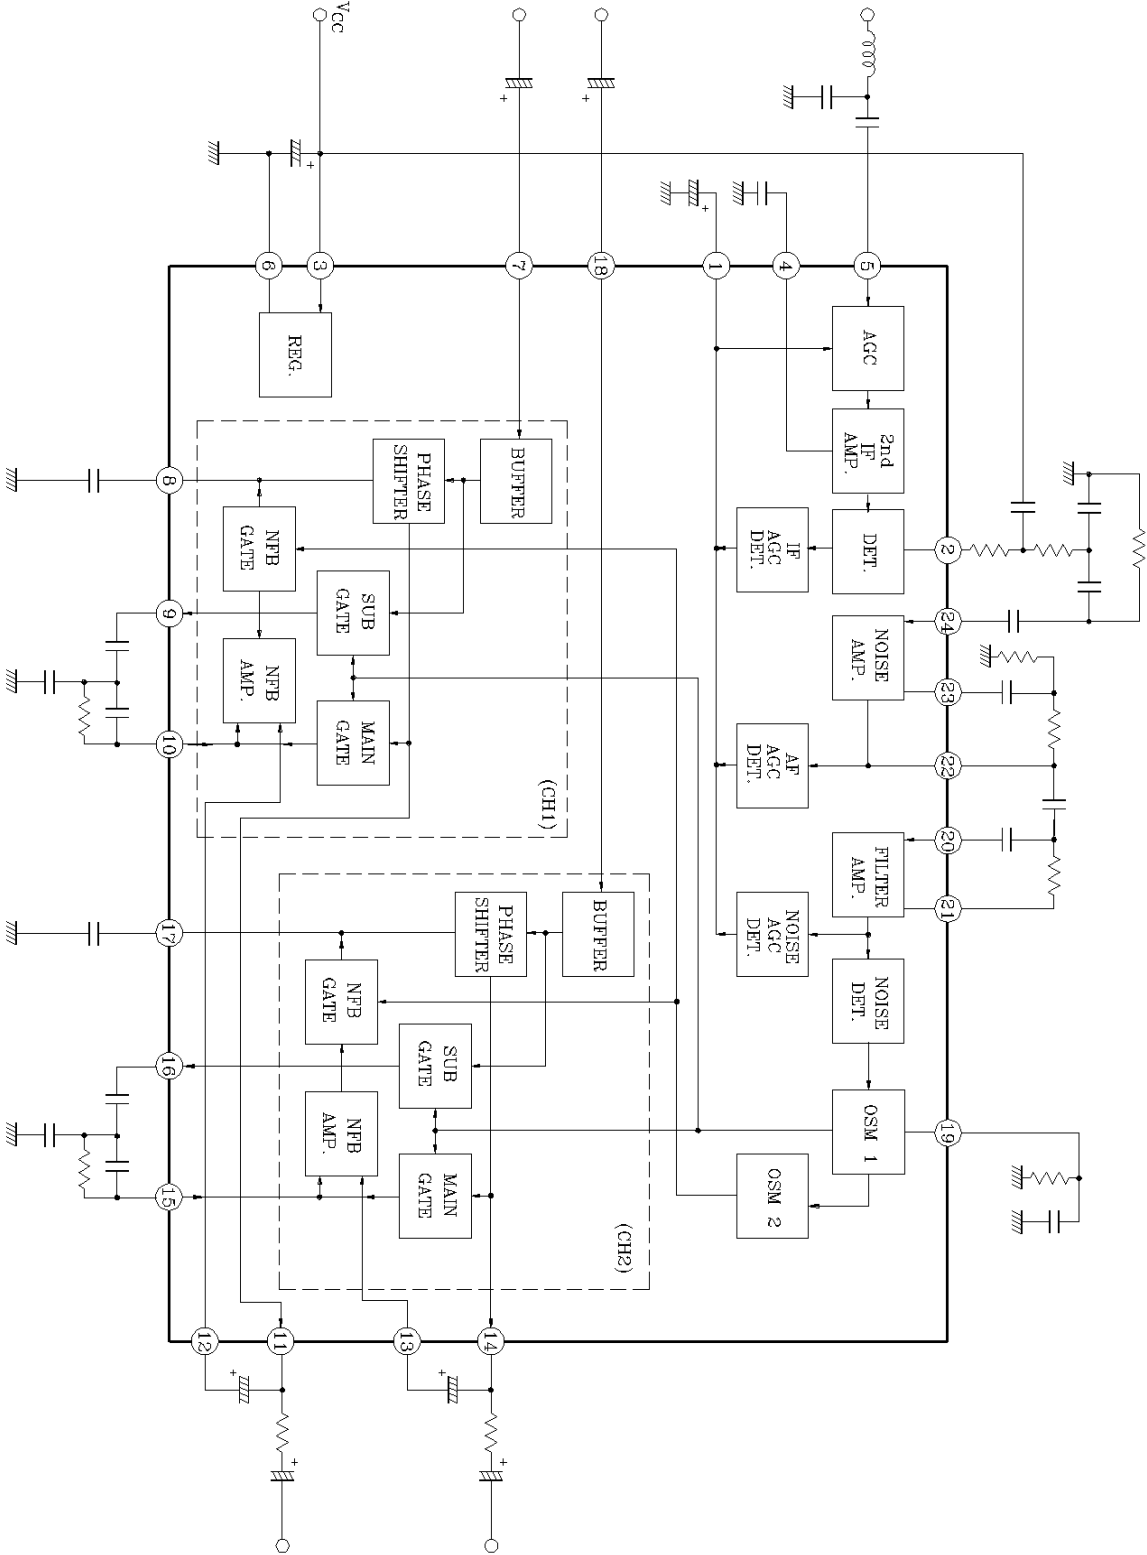 2
24
23
22
20
21
19
5
AGC
2nd
IF
AMP.
DET.
NOISE
AMP.
FILTER
AMP.
NOISE
DET.
OSM 1
4
IF
AGC
DET.
AF
AGC
DET.
NOISE
AGC
DET.
OSM 2
1
18
BUFFER
(CH2)
7
BUFFER
(CH1)
PHASE
SHIFTER
14
+
PHASE
SHIFTER
SUB
GATE
MAIN
GATE
13
+
SUB
GATE
MAIN
GATE
NFB
GATE
NFB
AMP.
VCC
3
+
REG.
6
NFB
GATE
NFB
AMP.
11
+
12
+
8
9
10
17
16
15
+
+
+